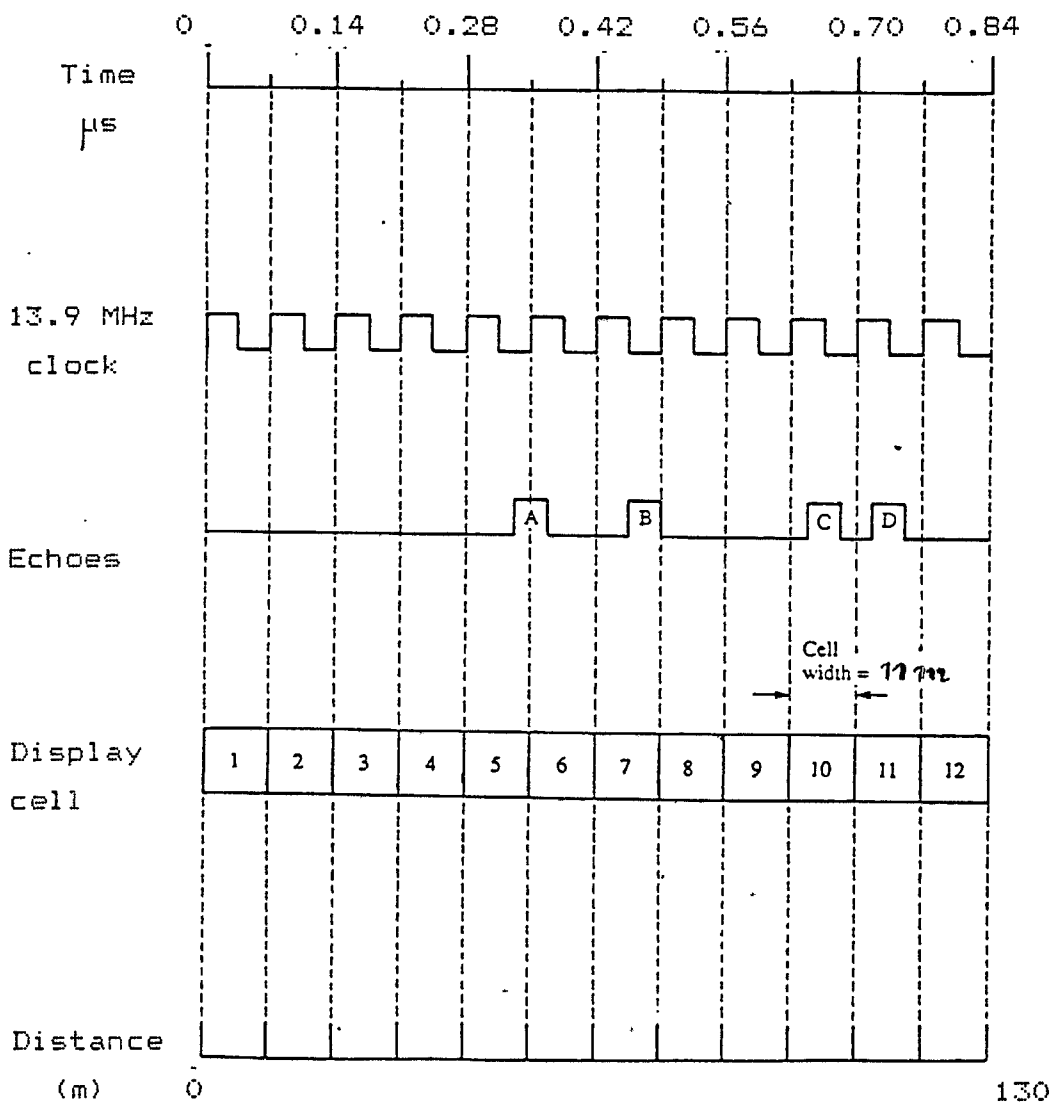 0 0.14 0.28 0.42 0.56 0.70 0.84
Time
μs
13.9 MHz
clock
A B C D
Echoes
Cell
width = 11 m
Display
cell
1 2 3 4 5 6 7 8 9 10 11 12
Distance
(m)
0 130